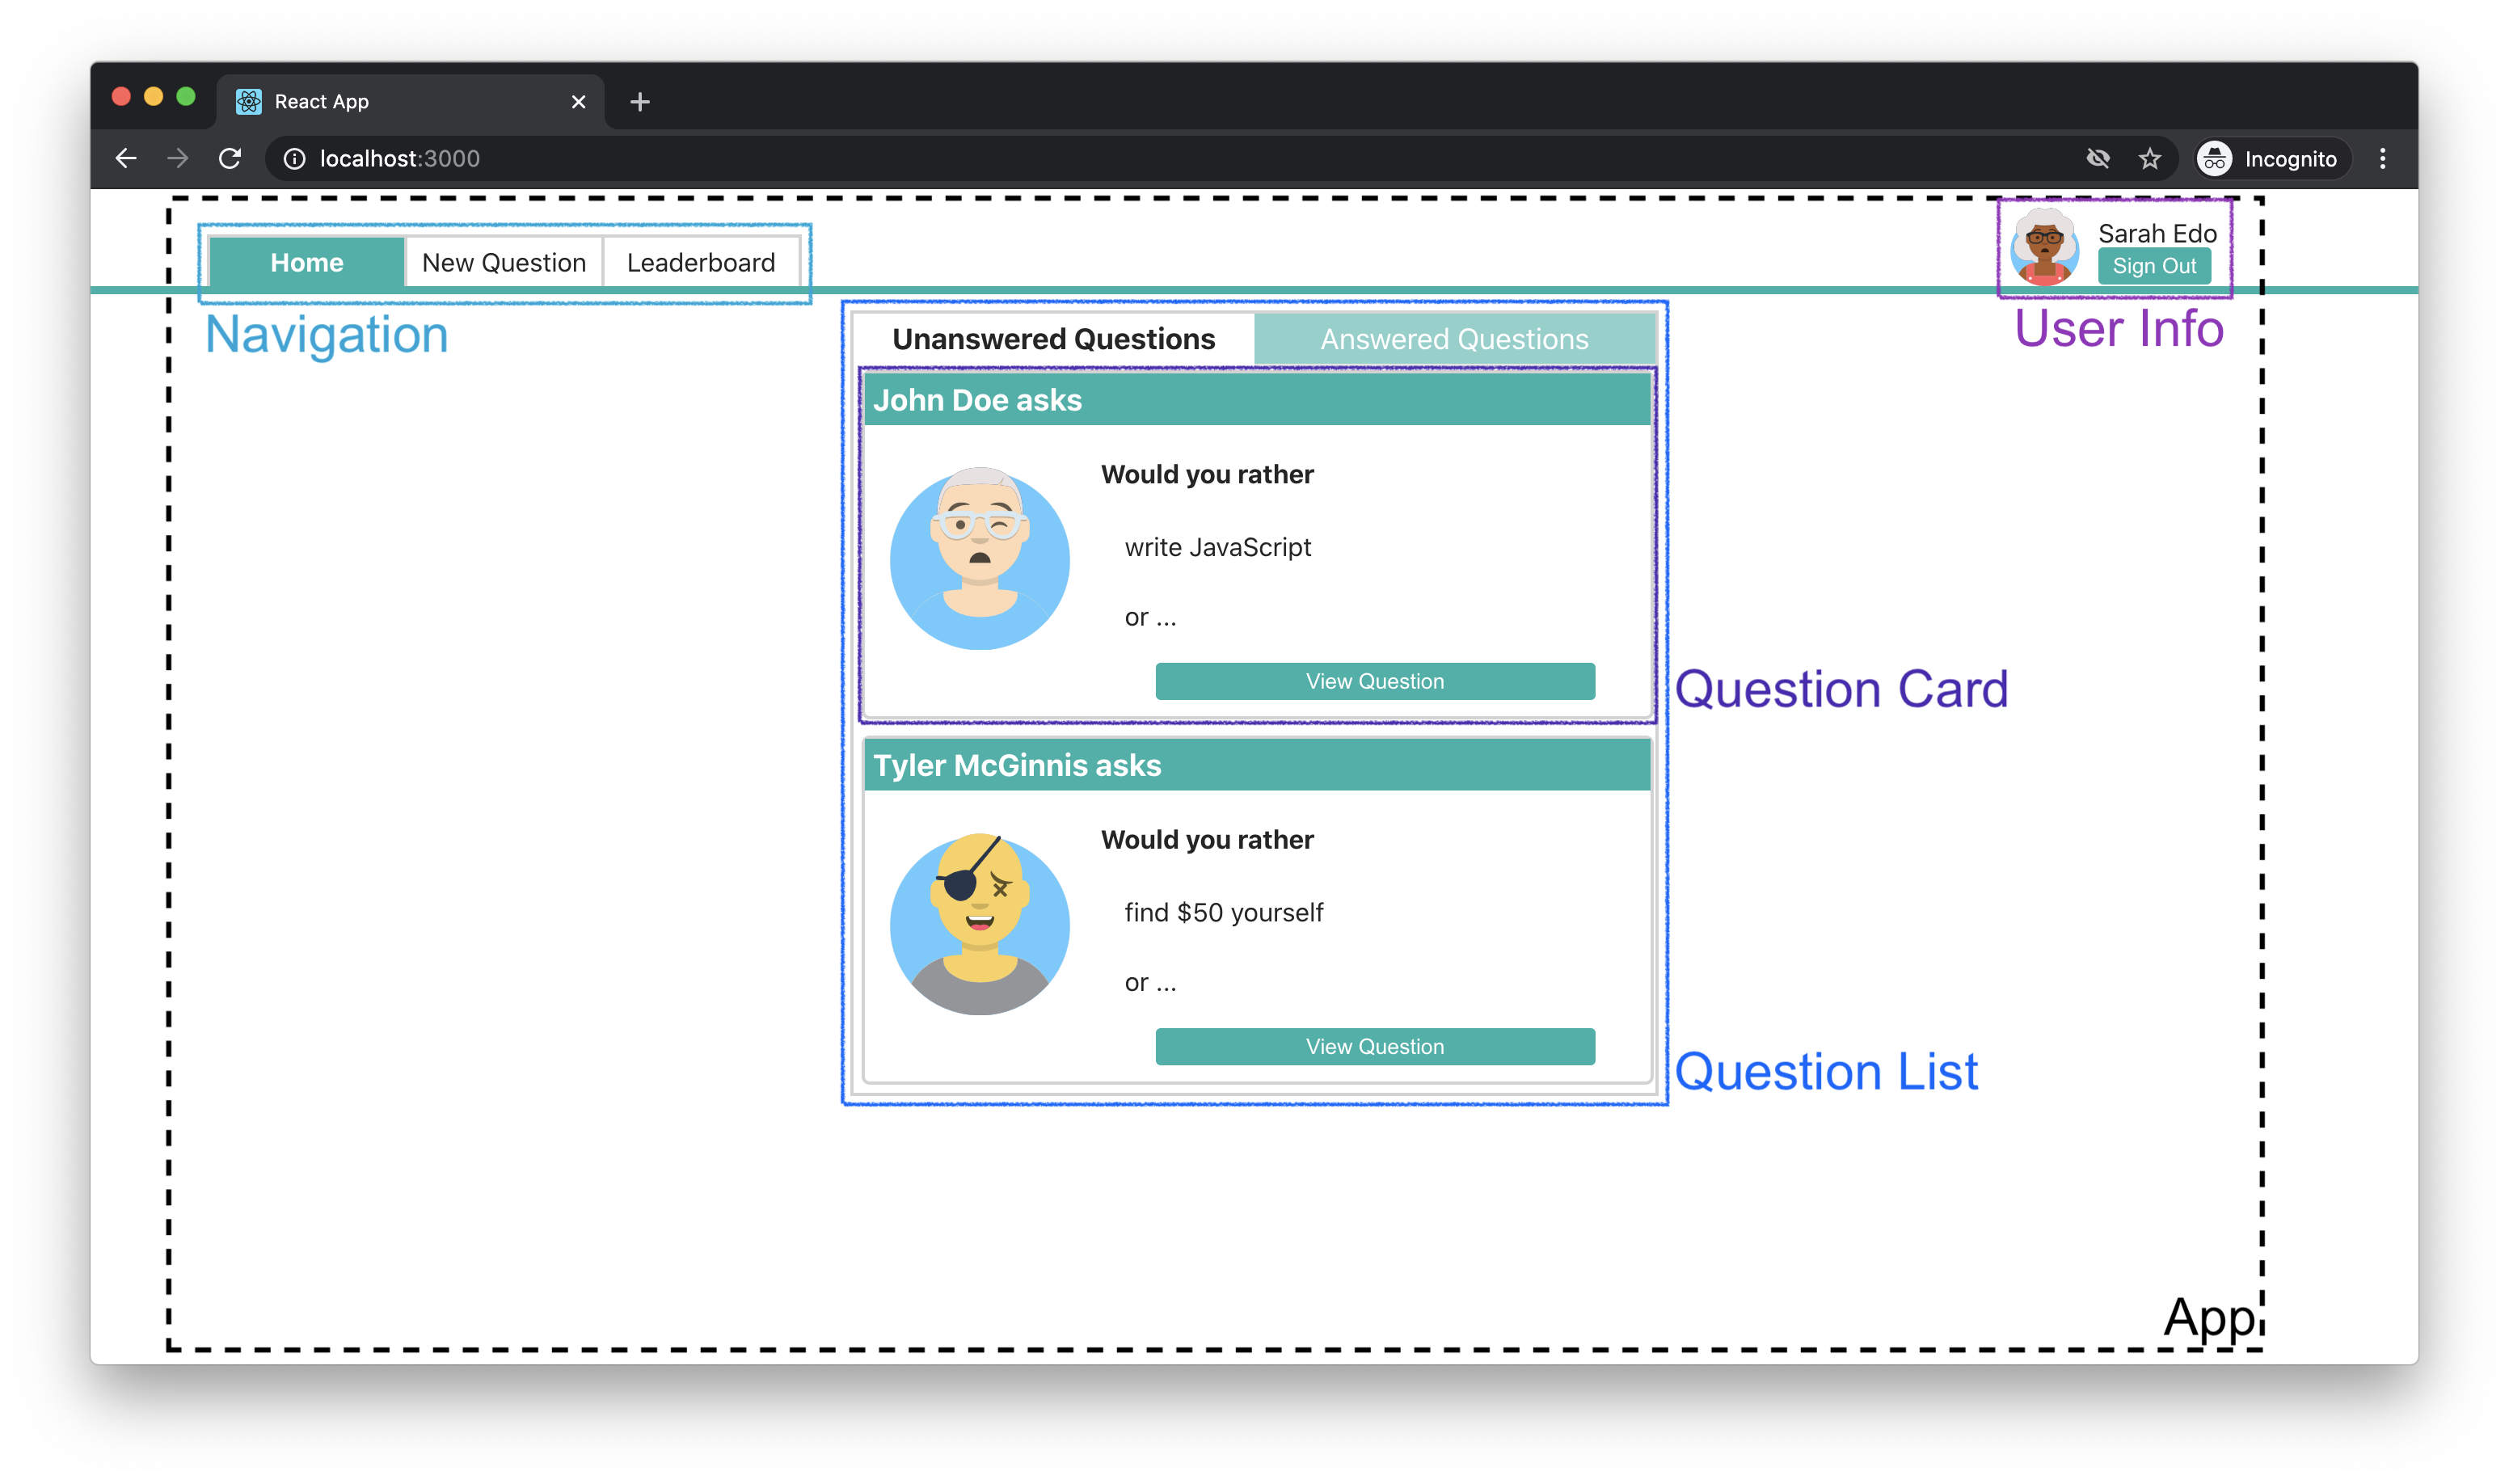 React App
localhost:3000
Incognito
Home
New Question
Leaderboard
Sarah Edo
Sign Out
Navigation
User Info
Unanswered Questions
Answered Questions
John Doe asks
Would you rather
write JavaScript
or ...
View Question
Question Card
Tyler McGinnis asks
Would you rather
find $50 yourself
or ...
View Question
Question List
App